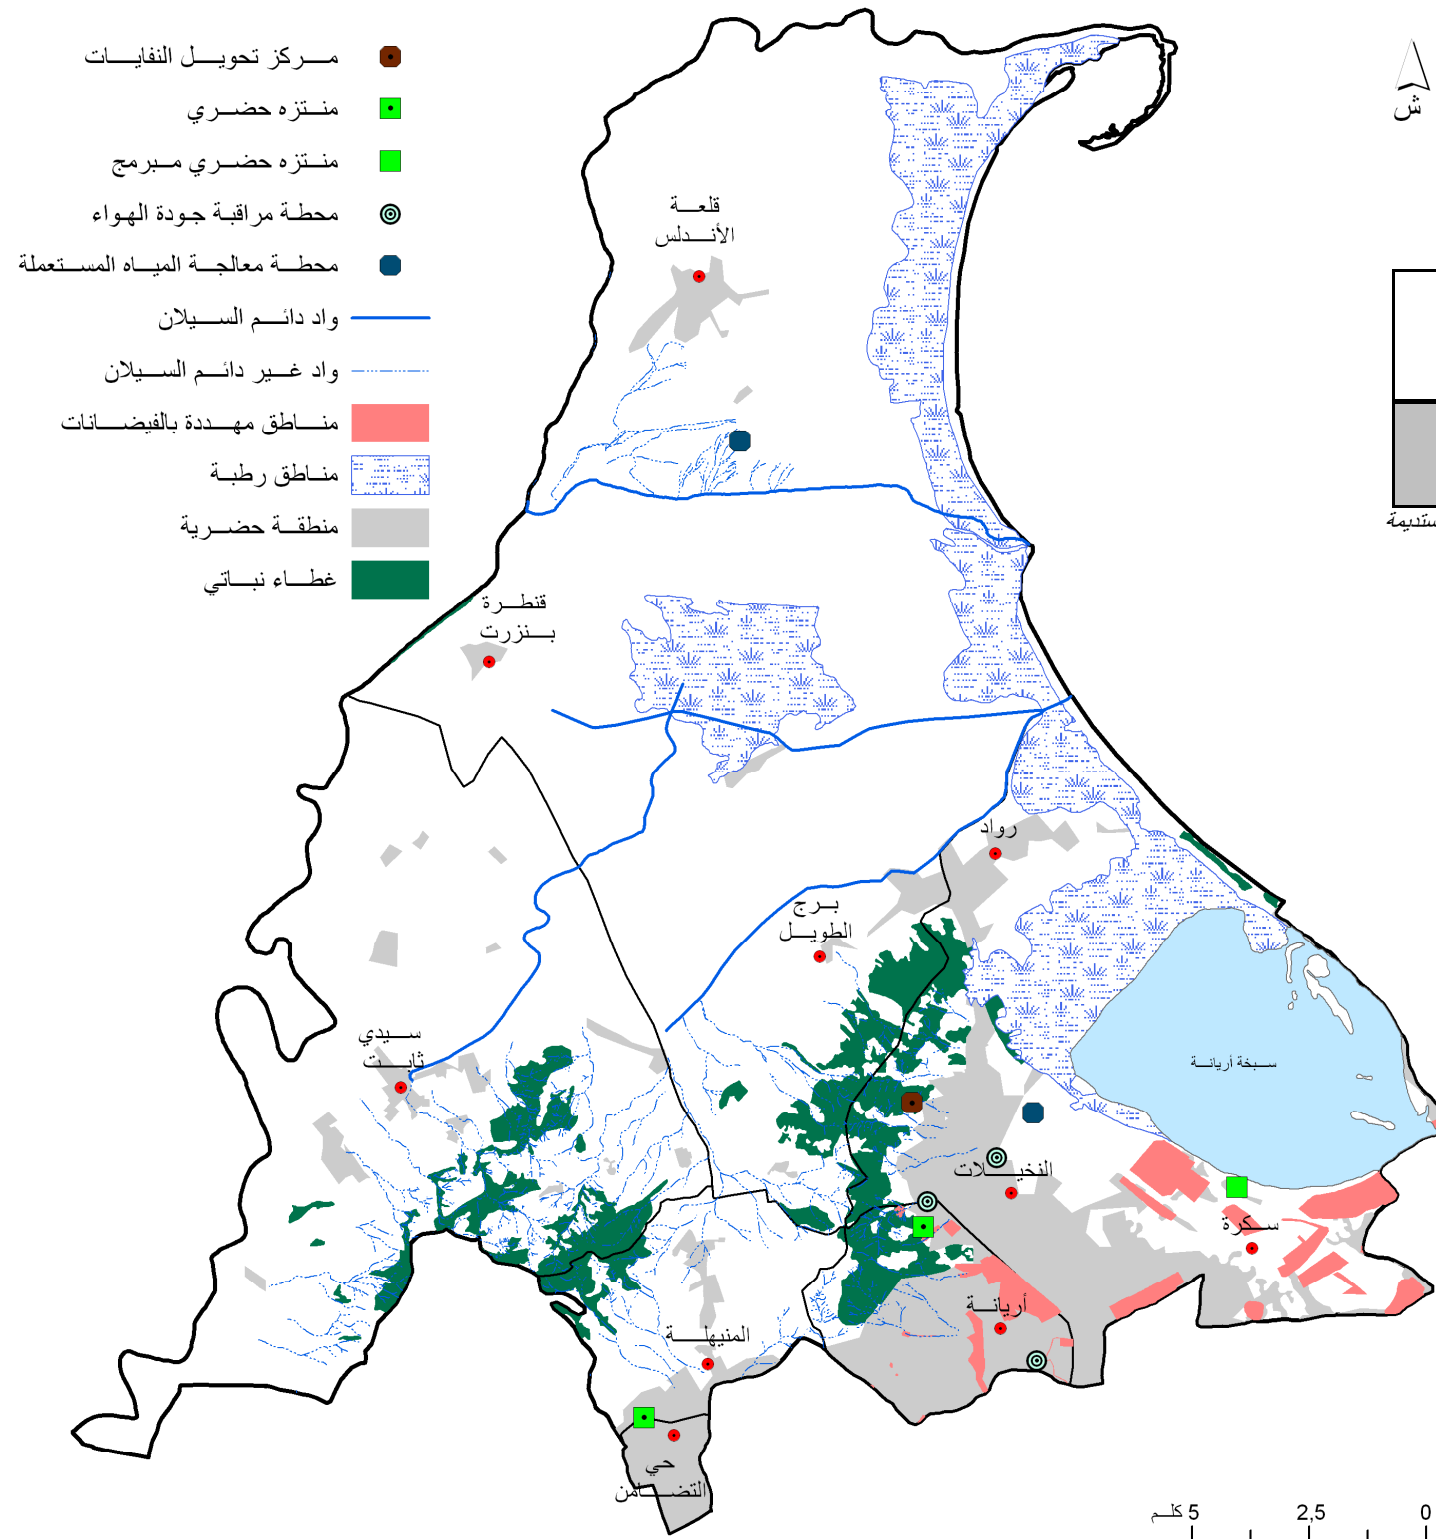 مركز تحويل النفايات
منتزه حضري
منتزه حضري مبرمج
محطة مراقبة جودة الهواء
محطة معالجة المياه المستعملة
واد دائم السيلان
واد غير دائم السيلان
مناطق مهددة بالفيضانات
مناطق رطبة
منطقة حضرية
غطاء نباتي
ش
قلعة
الأندلس
قنطرة
بنزرت
رواد
برج
الطويل
سيدي
ثابت
سبخة أريانة
النخيلات
سكرة
أريانة
المنيهلة
حي
التضامن
5 كلم
2,5
0